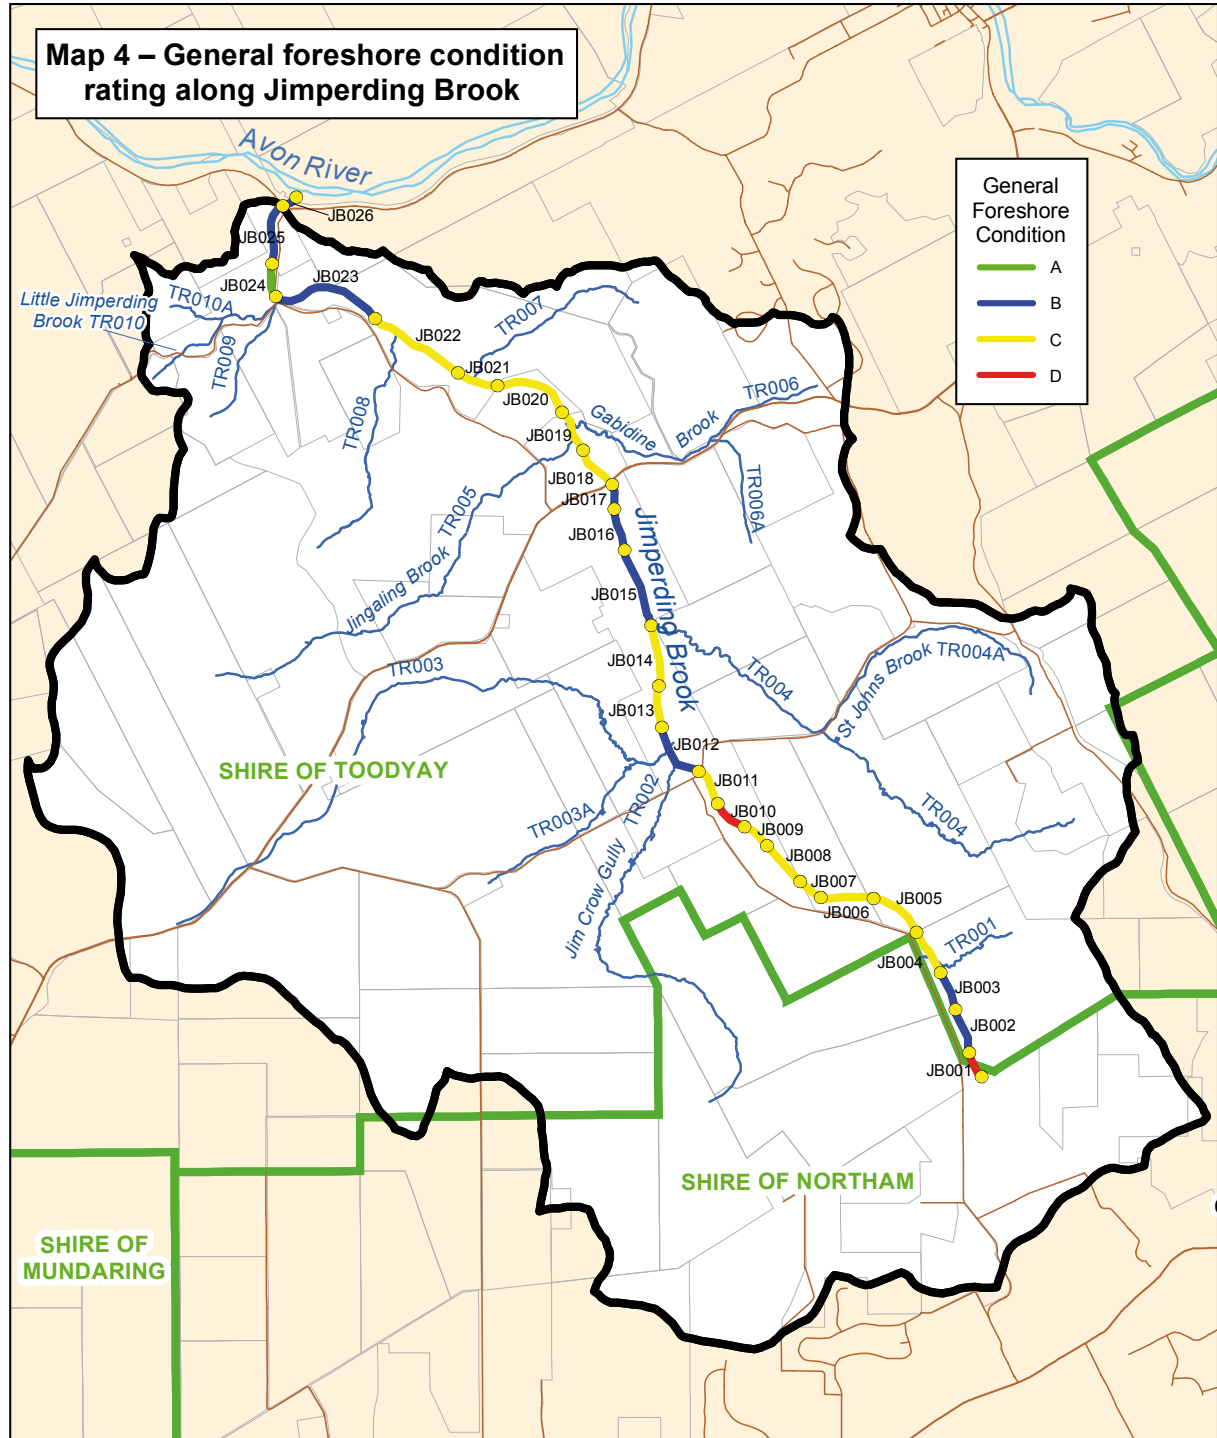 Map 4 – General foreshore condition
rating along Jimperding Brook
Avon River
General
Foreshore
Condition
A
B
C
D
JB026
JB025
JB024
JB023
Little Jimperding
Brook TR010
TR010A
TR009
JB022
TR007
JB021
JB020
TR008
JB019
Gabidine
Brook
TR006
JB018
JB017
TR006A
JB016
Jingaling Brook
TR005
Jimperding Brook
JB015
JB014
TR003
TR004
St Johns Brook
TR004A
JB013
JB012
SHIRE OF TOODYAY
JB011
JB010
JB009
TR003A
Jim Crow Gully
TR002
TR004
JB008
JB007
JB006
JB005
TR001
JB004
JB003
JB002
JB001
SHIRE OF NORTHAM
SHIRE OF
MUNDARING